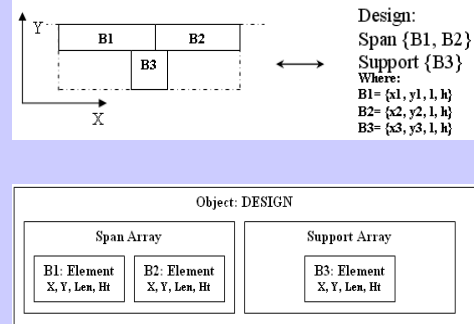 Y
B1 B2
B3
X
Design:
Span {B1, B2}
Support {B3}
Where:
B1= {x1, y1, l, h}
B2= {x2, y2, l, h}
B3= {x3, y3, l, h}
Object: DESIGN
Span Array
Support Array
B1: Element
X, Y, Len, Ht
B2: Element
X, Y, Len, Ht
B3: Element
X, Y, Len, Ht